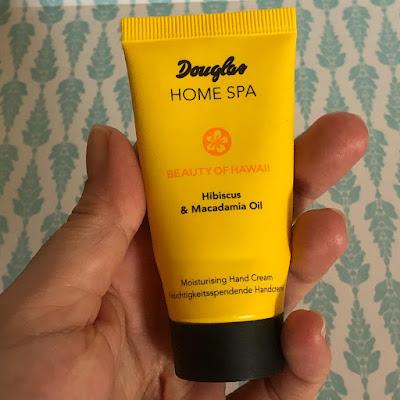 Douglas
HOME SPA
BEAUTY OF HAWAII
Hibiscus
& Macadamia Oil
Moisturising Hand Cream
Feuchtigkeitsspendende Handcreme